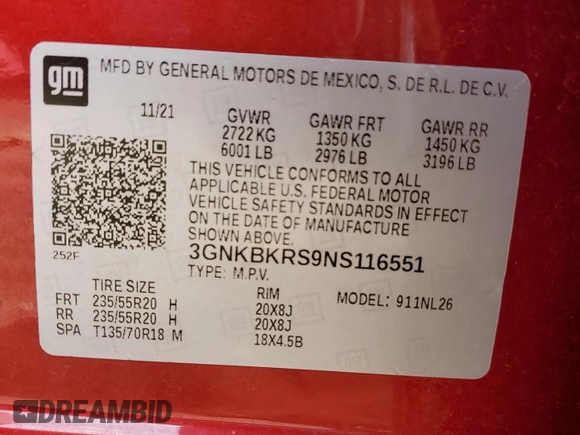 gm
MFD BY GENERAL MOTORS DE MEXICO, S. DE R.L. DE C.V.
11/21 GVWR GAWR FRT GAWR RR
2722 KG 1350 KG 1450 KG
6001 LB 2976 LB 3196 LB
THIS VEHICLE CONFORMS TO ALL
APPLICABLE U.S. FEDERAL MOTOR
VEHICLE SAFETY STANDARDS IN EFFECT
ON THE DATE OF MANUFACTURE
SHOWN ABOVE.
252F
3GNKBKRS9NS116551
TYPE: M.P.V.
TIRE SIZE RIM MODEL: 911NL26
FRT 235/55R20 H 20X8J
RR 235/55R20 H 20X8J
SPA T135/70R18 M 18X4.5B
DREAMBID